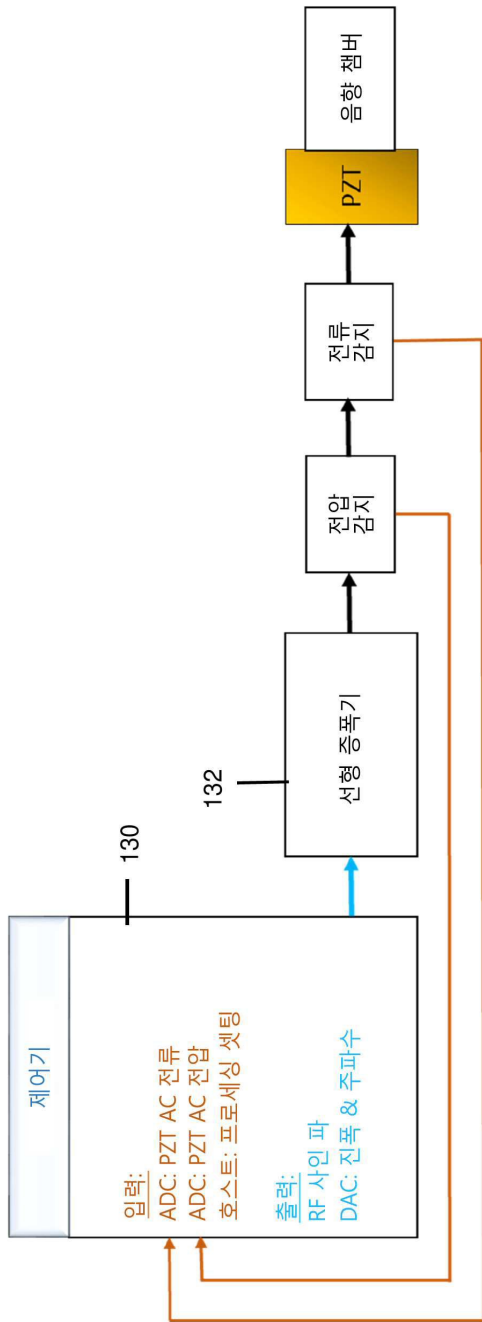 제어기
130
입력:
ADC: PZT AC 전류
ADC: PZT AC 전압
호스트: 프로세싱 셋팅
출력:
RF 사인 파
DAC: 진폭 & 주파수
132
선형 증폭기
전압
감지
전류
감지
PZT
음향 챔버